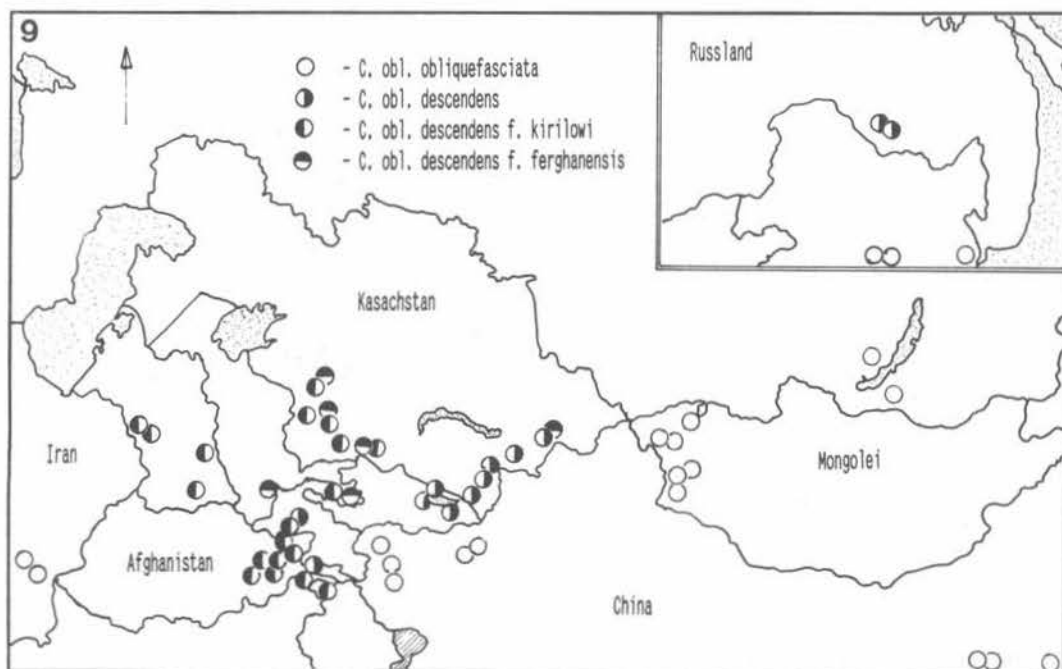 9
- C. obl. obliquefasciata
- C. obl. descendens
- C. obl. descendens f. kirilowi
- C. obl. descendens f. ferghanensis
Russland
Kasachstan
Iran
Mongolei
Afghanistan
China